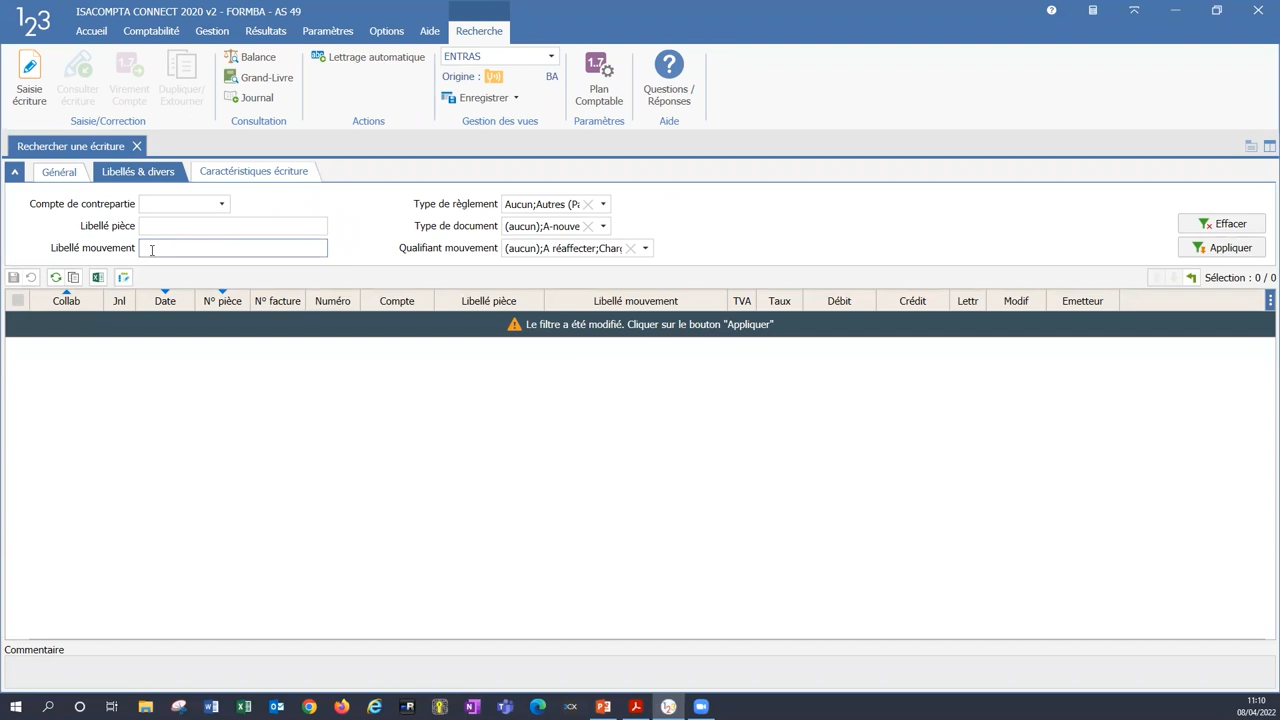 1 2 3
ISACOMPTA CONNECT 2020 v2 - FORMBA - AS 49
Accueil Comptabilité Gestion Résultats Paramètres Options Aide Recherche
Saisie écriture
Consulter écriture
Virement Compte
Dupliquer/ Extourner
Saisie/Correction
Balance
Grand-Livre
Journal
Consultation
Lettrage automatique
Actions
ENTRAS
Origine : BA
Enregistrer
Gestion des vues
Plan Comptable
Paramètres
Questions / Réponses
Aide
Rechercher une écriture
Général Libellés & divers Caractéristiques écriture
Compte de contrepartie Type de règlement Aucun;Autres (Pa
Libellé pièce Type de document (aucun);A-nouve Effacer
Libellé mouvement Qualifiant mouvement (aucun);A réaffecter;Charg Appliquer
Sélection : 0 / 0
Collab Jnl Date N° pièce N° facture Numéro Compte Libellé pièce Libellé mouvement TVA Taux Débit Crédit Lettr Modif Emetteur
Le filtre a été modifié. Cliquer sur le bouton "Appliquer"
Commentaire
11:10
08/04/2022